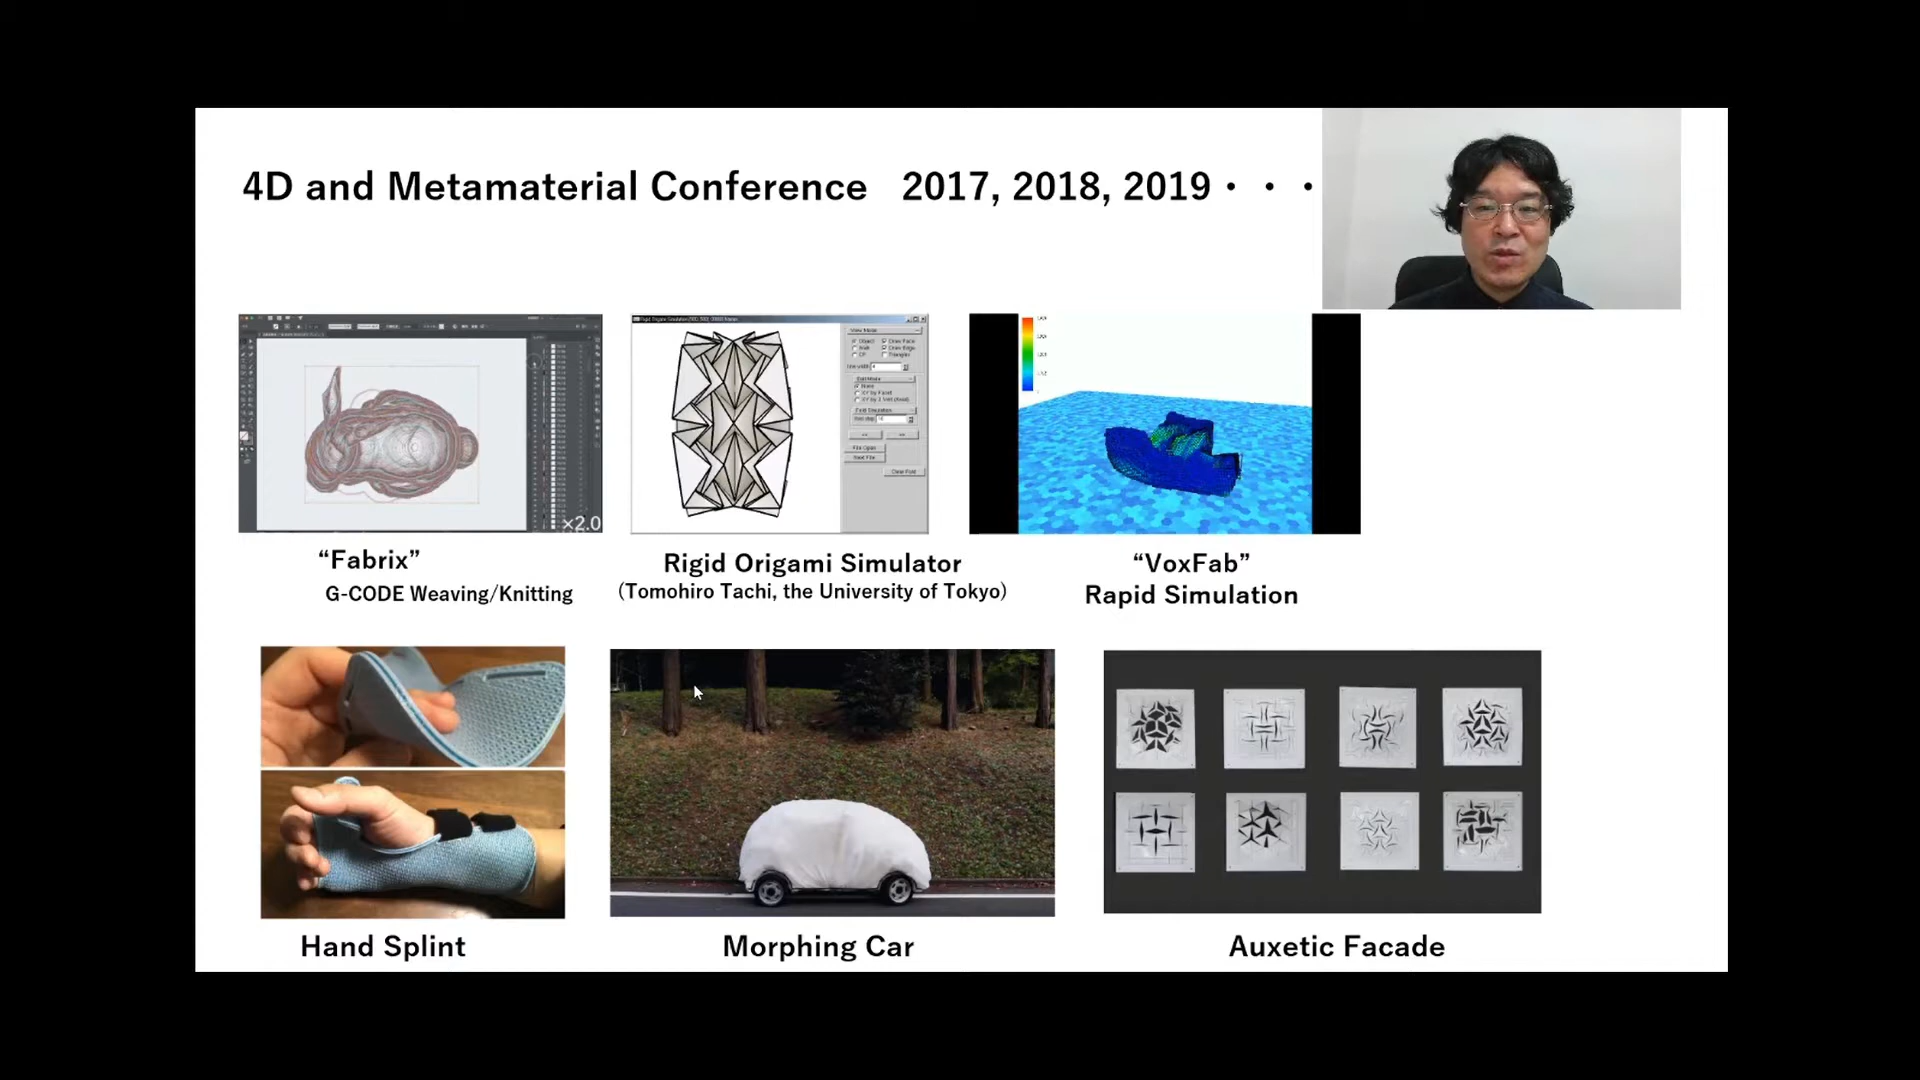 4D and Metamaterial Conference 2017, 2018, 2019・・・
×2.0
“Fabrix”
G-CODE Weaving/Knitting
Rigid Origami Simulator
(Tomohiro Tachi, the University of Tokyo)
“VoxFab”
Rapid Simulation
Hand Splint
Morphing Car
Auxetic Facade